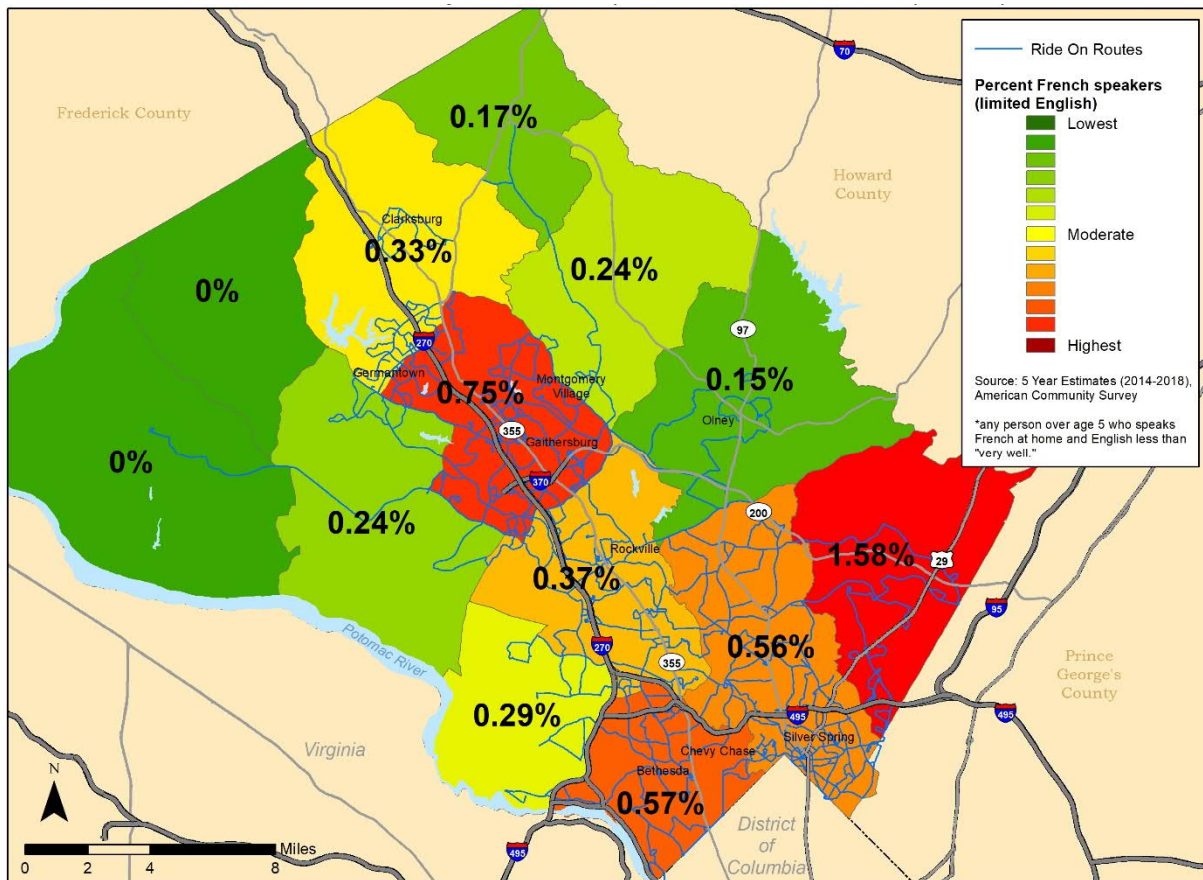 Frederick County
70
Ride On Routes
Percent French speakers
(limited English)
Lowest
Moderate
Highest
Source: 5 Year Estimates (2014-2018),
American Community Survey
*any person over age 5 who speaks
French at home and English less than
"very well."
0.17%
Howard
County
Clarksburg
0.33%
0.24%
0%
97
270
Germantown
0.75%
Montgomery
Village
0.15%
Olney
355
Gaithersburg
0%
370
200
0.24%
Rockville
1.58%
29
0.37%
95
Potomac River
270
355
0.56%
Prince
George's
County
0.29%
495
495
Virginia
Silver Spring
Chevy Chase
Bethesda
0.57%
N
District
of
Columbia
Miles
0 2 4 8
495